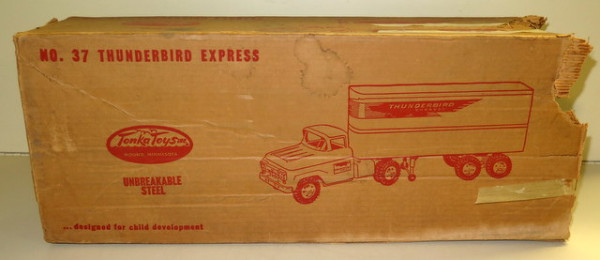 NO. 37 THUNDERBIRD EXPRESS
THUNDERBIRD
Tonka Toys
UNBREAKABLE
STEEL
...designed for child development